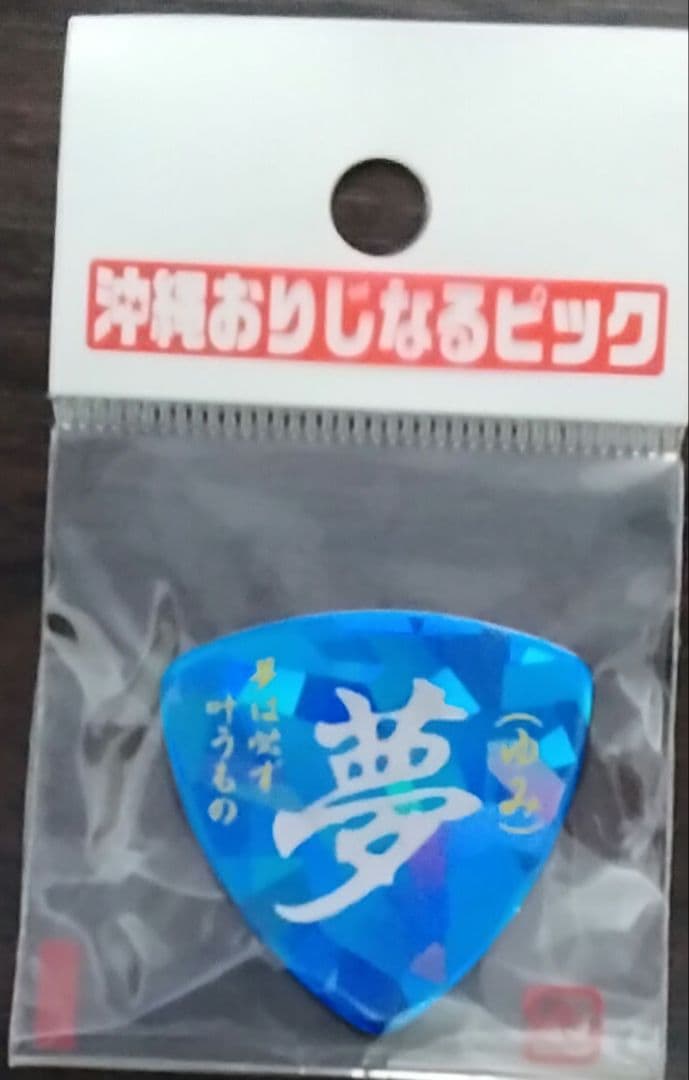 沖縄おりじなるピック
(ゆみ)
夢
夢は必ず
叶うもの